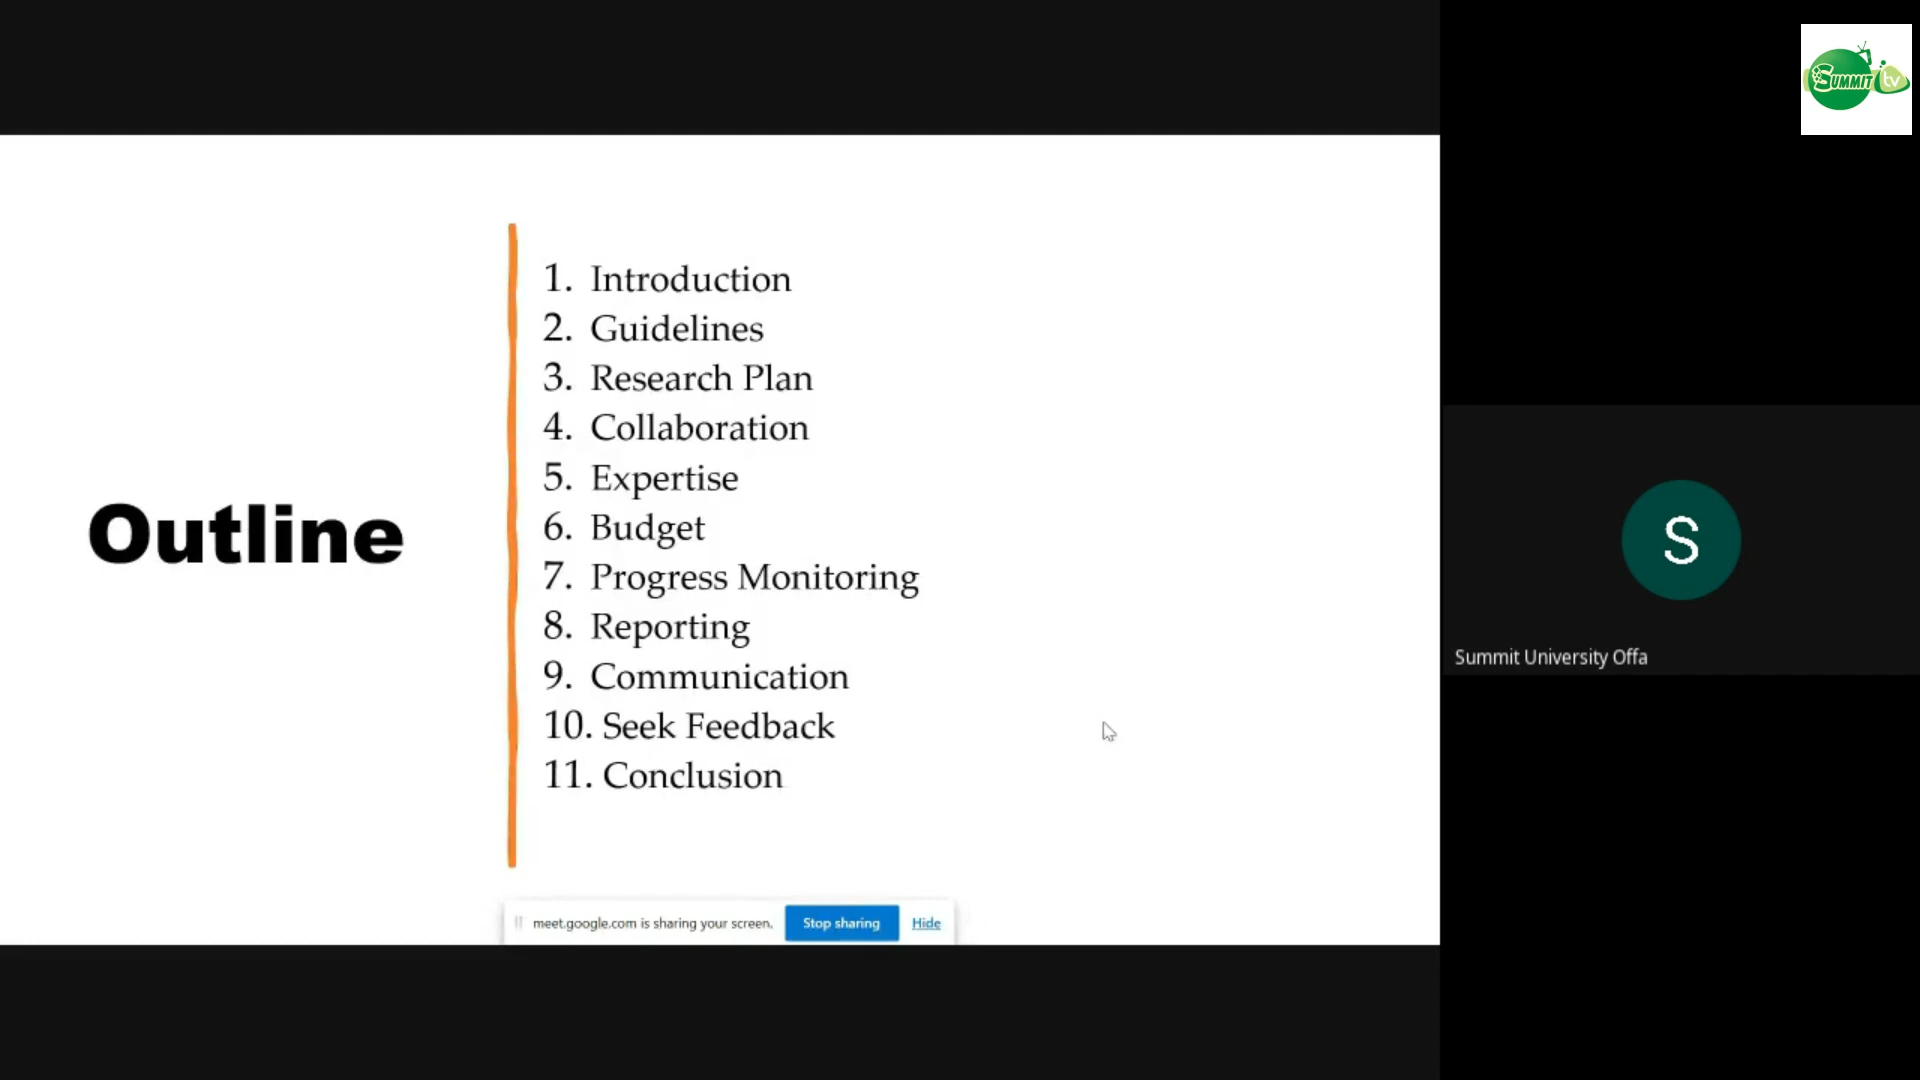 SUMMIT tv
Outline
1. Introduction
2. Guidelines
3. Research Plan
4. Collaboration
5. Expertise
6. Budget
7. Progress Monitoring
8. Reporting
9. Communication
10. Seek Feedback
11. Conclusion
meet.google.com is sharing your screen. Stop sharing Hide
S
Summit University Offa